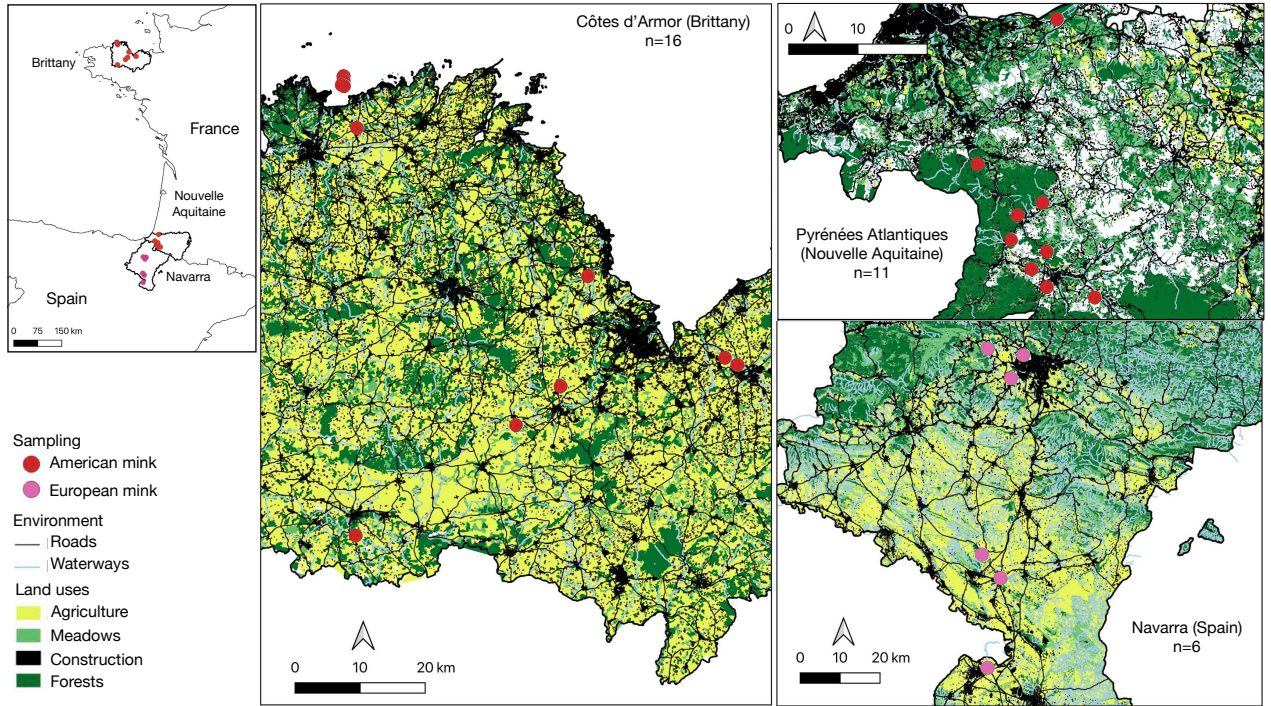 Brittany
France
Nouvelle
Aquitaine
Navarra
Spain
0 75 150 km
Côtes d'Armor (Brittany)
n=16
0 10 20 km
0 10
Pyrénées Atlantiques
(Nouvelle Aquitaine)
n=11
Navarra (Spain)
n=6
0 10 20 km
Sampling
American mink
European mink
Environment
Roads
Waterways
Land uses
Agriculture
Meadows
Construction
Forests